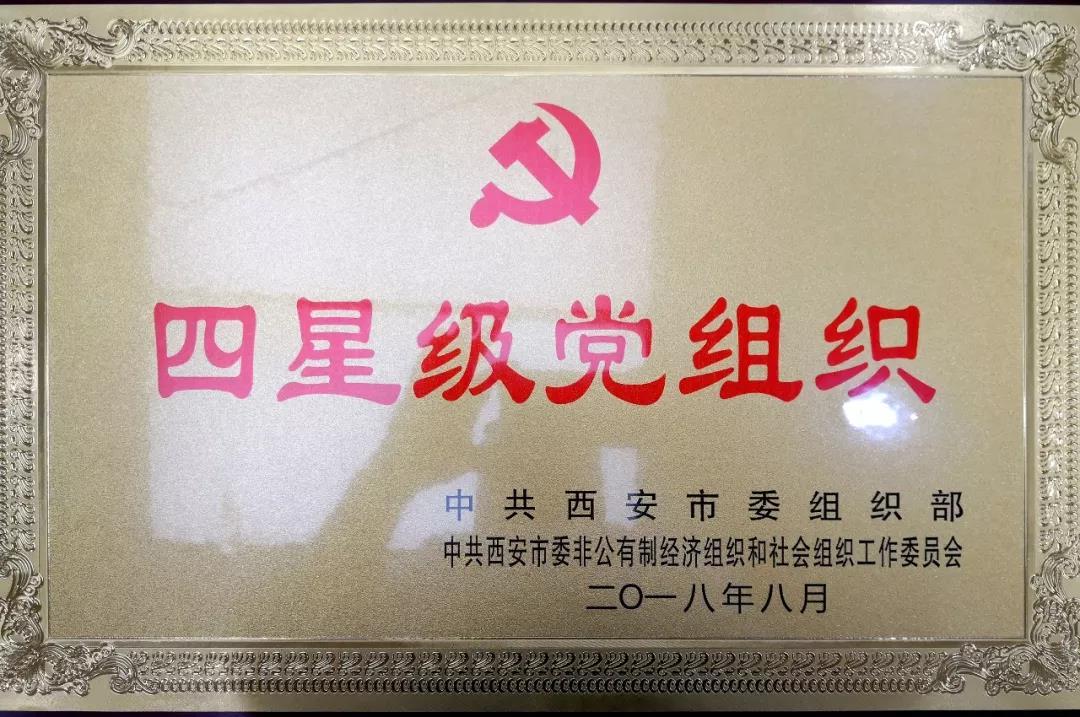 四星级党组织
中共西安市委组织部
中共西安市委非公有制经济组织和社会组织工作委员会
二〇一八年八月